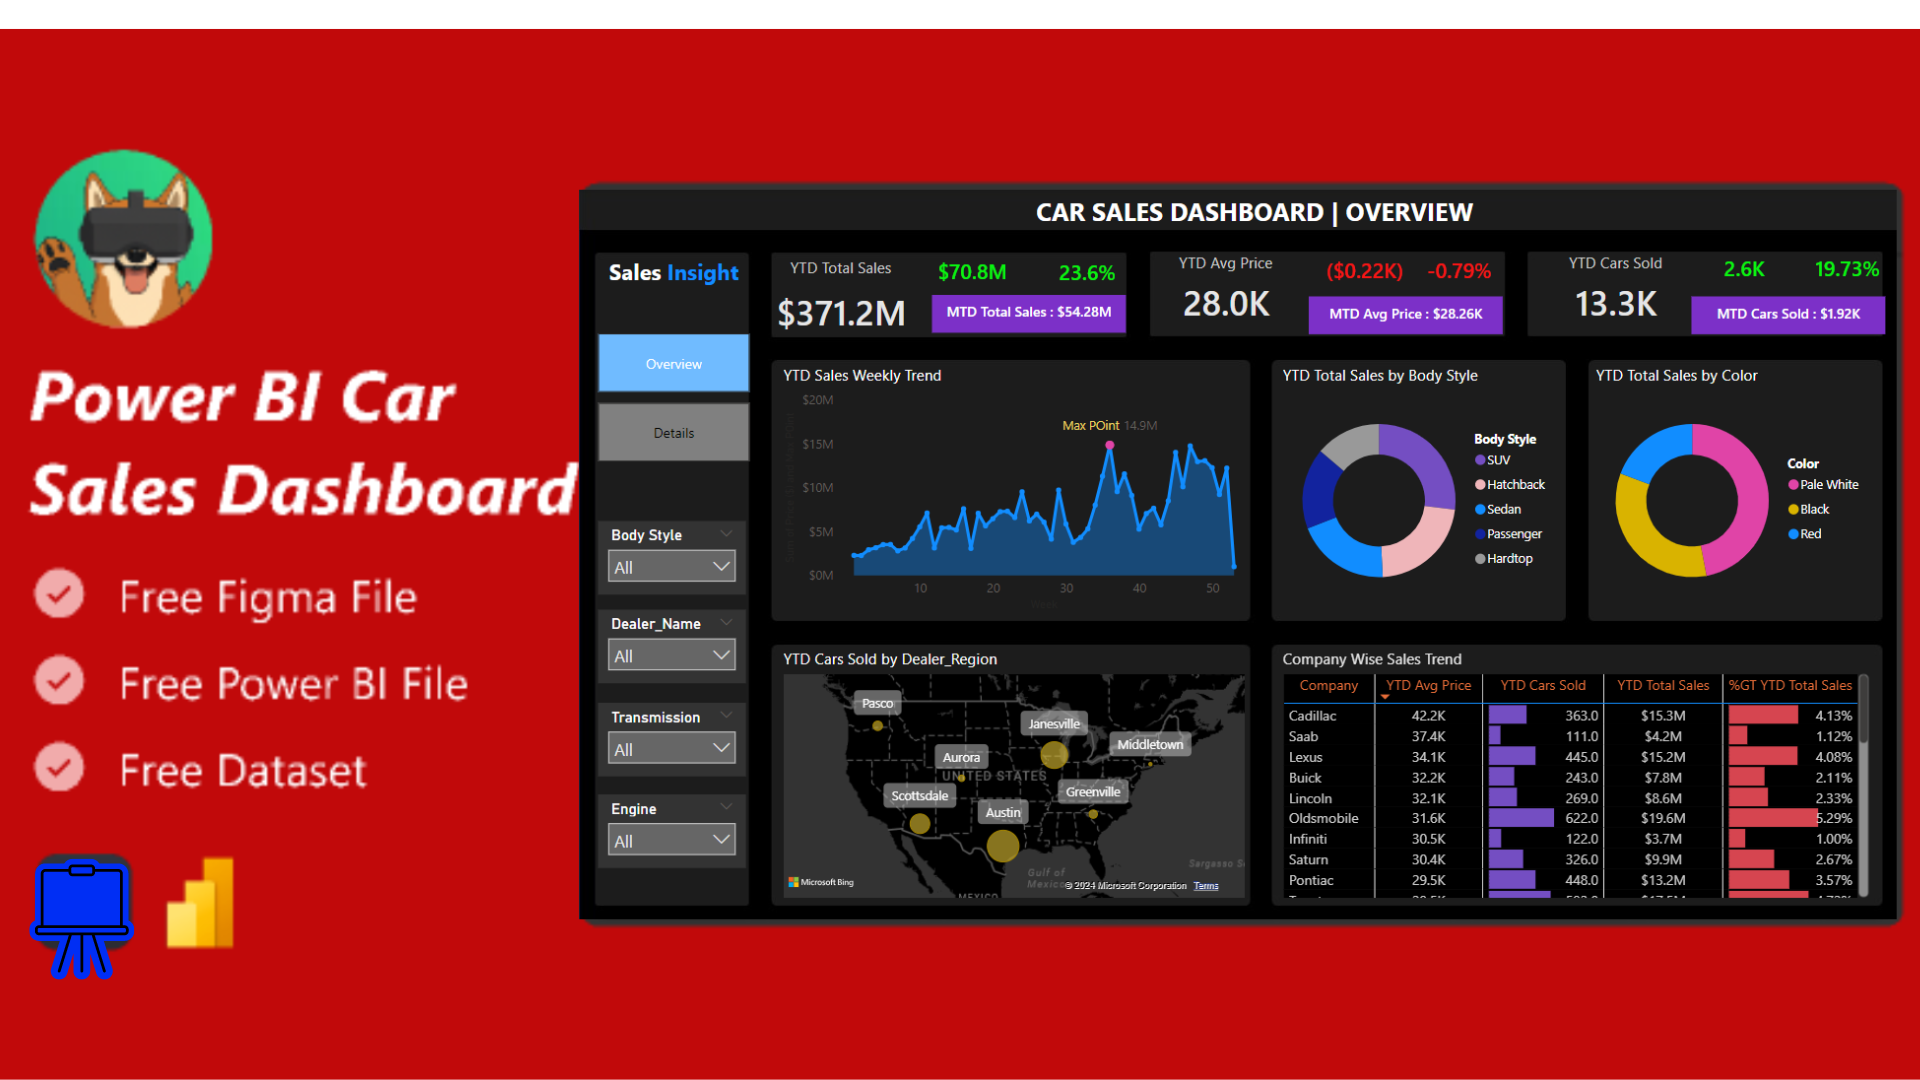 Power BI Car
Sales Dashboard
Free Figma File
Free Power BI File
Free Dataset
CAR SALES DASHBOARD | OVERVIEW
Sales Insight
Overview
Details
Body Style
All
Dealer_Name
All
Transmission
All
Engine
All
YTD Total Sales
$70.8M 23.6%
$371.2M
MTD Total Sales : $54.28M
YTD Avg Price
($0.22K) -0.79%
28.0K
MTD Avg Price : $28.26K
YTD Cars Sold
2.6K 19.73%
13.3K
MTD Cars Sold : $1.92K
YTD Sales Weekly Trend
$20M
$15M
$10M
$5M
$0M
Max POint 14.9M
10 20 30 40 50
Week
YTD Total Sales by Body Style
Body Style
SUV
Hatchback
Sedan
Passenger
Hardtop
YTD Total Sales by Color
Color
Pale White
Black
Red
YTD Cars Sold by Dealer_Region
Pasco
Janesville
Middletown
Aurora
UNITED STATES
Scottsdale
Greenville
Austin
Gulf of
Mexico
Sargasso S
MEXICO
Microsoft Bing
© 2024 Microsoft Corporation Terms
Company Wise Sales Trend
Company YTD Avg Price YTD Cars Sold YTD Total Sales %GT YTD Total Sales
Cadillac 42.2K 363.0 $15.3M 4.13%
Saab 37.4K 111.0 $4.2M 1.12%
Lexus 34.1K 445.0 $15.2M 4.08%
Buick 32.2K 243.0 $7.8M 2.11%
Lincoln 32.1K 269.0 $8.6M 2.33%
Oldsmobile 31.6K 622.0 $19.6M 5.29%
Infiniti 30.5K 122.0 $3.7M 1.00%
Saturn 30.4K 326.0 $9.9M 2.67%
Pontiac 29.5K 448.0 $13.2M 3.57%